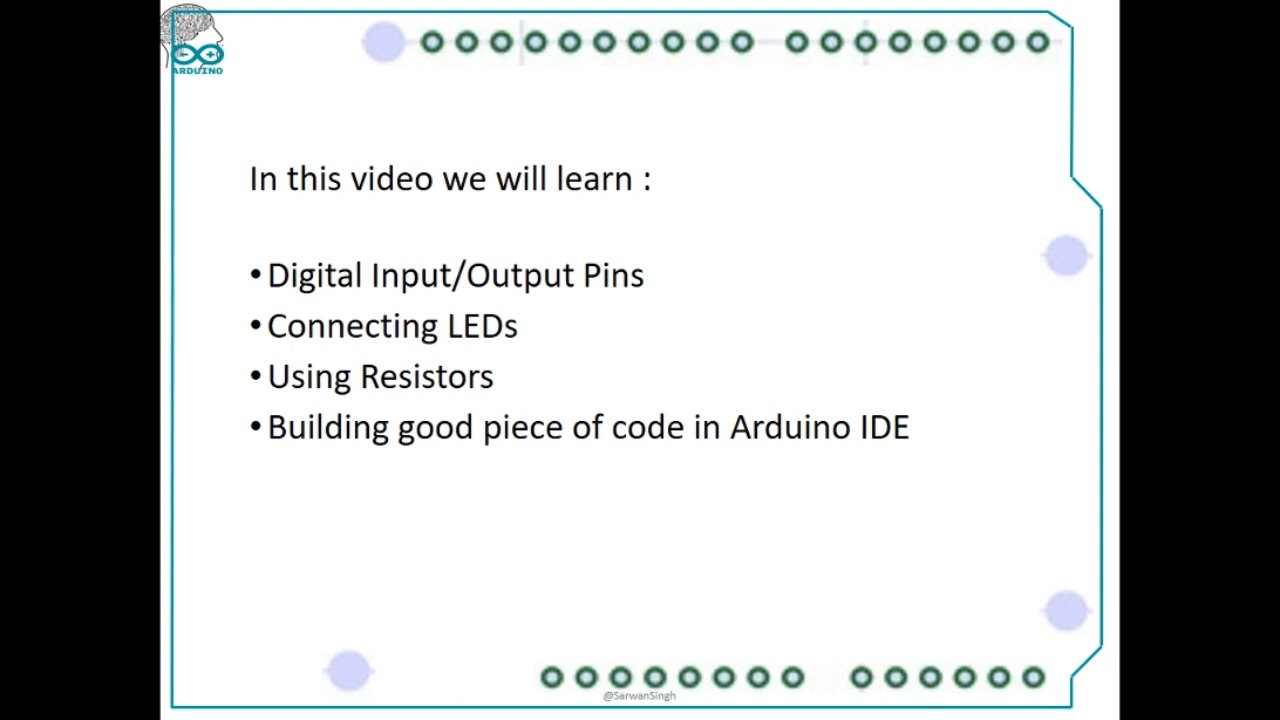 ARDUINO
In this video we will learn :
•Digital Input/Output Pins
•Connecting LEDs
•Using Resistors
•Building good piece of code in Arduino IDE
@SarwanSingh